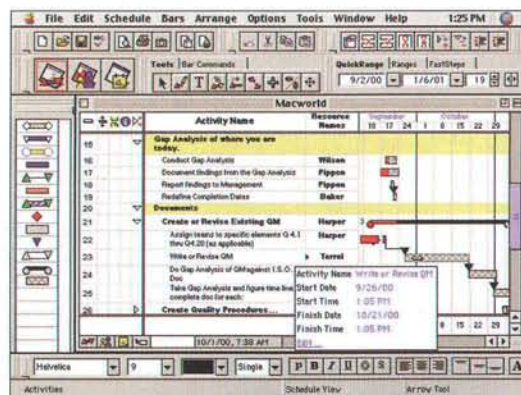 File Edit Schedule Bars Arrange Options Tools Window Help 1:25 PM
Tools Bar Commands QuickRange Ranges FastSteps
9/2/00 1/6/01 19
Macworld
Activity Name Resource Names September October
10 17 24 1 8 15 22 29
15 Gap Analysis of where you are today.
16 Conduct Gap Analysis Wilson
17 Document findings from the Gap Analysis Pippen
18 Report findings to Management Pippen
19 Redefine Completion Dates Baker
20 Documents
21 Create or Revise Existing QM Harper 3
22 Assign teams to specific elements Q 4.1 thru Q4.20 (as applicable) Harper
23 Write or Revise QM Terrel
24 Do Gap Analysis of QM against I.S.O. Doc
25 Take Gap Analysis and figure time line complete doc for each:
26 Create Quality Procedures...
Activity Name Write or Revise QM
Start Date 9/26/00
Start Time 1:05 PM
Finish Date 10/21/00
Finish Time 1:05 PM
Edit...
8 15 22 29
10/1/00, 7:38 AM
Helvetica 9 Single P B I U O S A
Activities Schedule View Arrow Tool